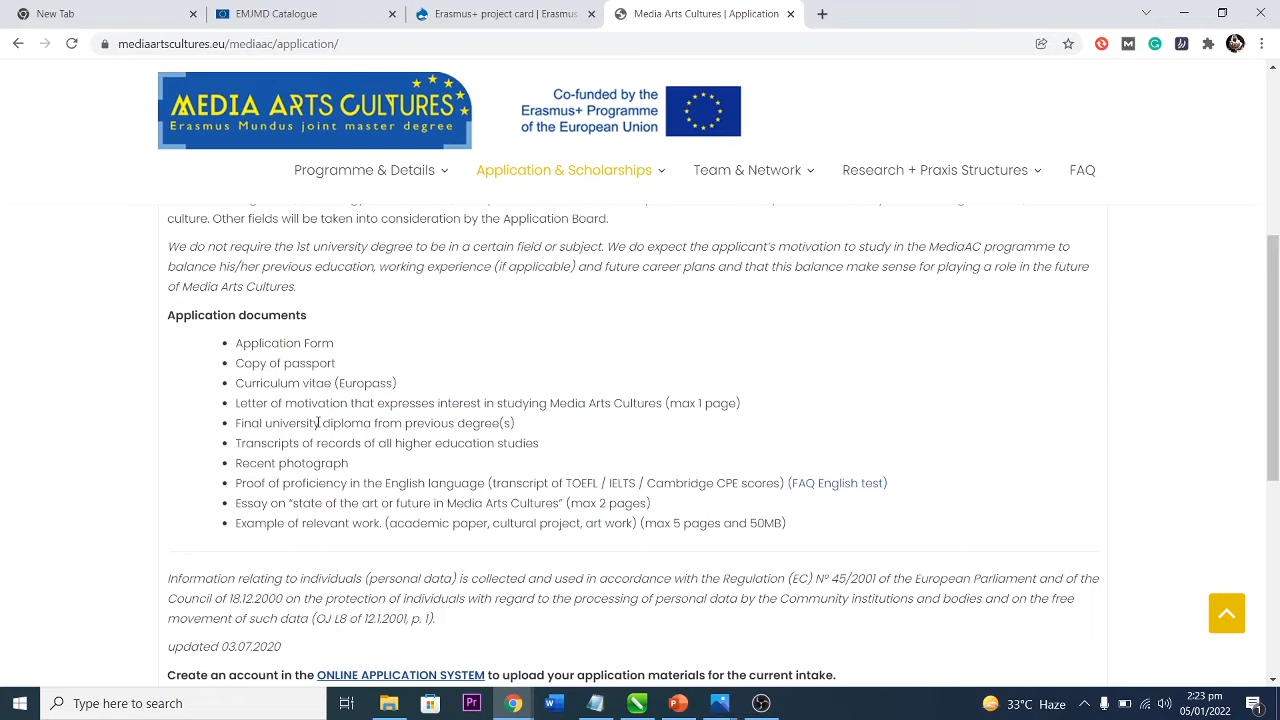 New Tab
EMJMD Catalogue
Erasmus+ project card | Erasmus
Media Arts Cultures | Application
mediaartscultures.eu/mediaac/application/
MEDIA ARTS CULTURES
Erasmus Mundus joint master degree
Co-funded by the
Erasmus+ Programme
of the European Union
Programme & Details
Application & Scholarships
Team & Network
Research + Praxis Structures
FAQ
culture. Other fields will be taken into consideration by the Application Board.
We do not require the 1st university degree to be in a certain field or subject. We do expect the applicant's motivation to study in the MediaAC programme to
balance his/her previous education, working experience (if applicable) and future career plans and that this balance make sense for playing a role in the future
of Media Arts Cultures.
Application documents
Application Form
Copy of passport
Curriculum vitae (Europass)
Letter of motivation that expresses interest in studying Media Arts Cultures (max 1 page)
Final university diploma from previous degree(s)
Transcripts of records of all higher education studies
Recent photograph
Proof of proficiency in the English language (transcript of TOEFL / IELTS / Cambridge CPE scores) (FAQ English test)
Essay on "state of the art or future in Media Arts Cultures" (max 2 pages)
Example of relevant work. (academic paper, cultural project, art work) (max 5 pages and 50MB)
Information relating to individuals (personal data) is collected and used in accordance with the Regulation (EC) N° 45/2001 of the European Parliament and of the
Council of 18.12.2000 on the protection of individuals with regard to the processing of personal data by the Community institutions and bodies and on the free
movement of such data (OJ L8 of 12.1.2001, p. 1).
updated 03.07.2020
Create an account in the ONLINE APPLICATION SYSTEM to upload your application materials for the current intake.
Type here to search
33°C Haze
2:23 pm
05/01/2022